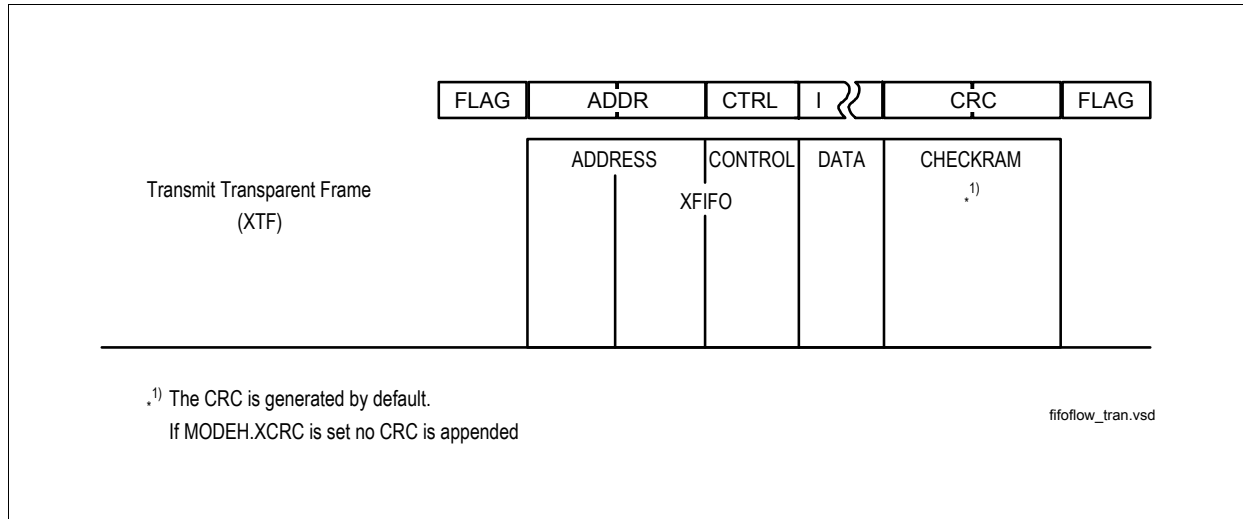 FLAG ADDR CTRL I CRC FLAG
ADDRESS CONTROL DATA CHECKRAM
Transmit Transparent Frame XFIFO *1)
(XTF)
*1) The CRC is generated by default.
If MODEH.XCRC is set no CRC is appended
fifoflow_tran.vsd